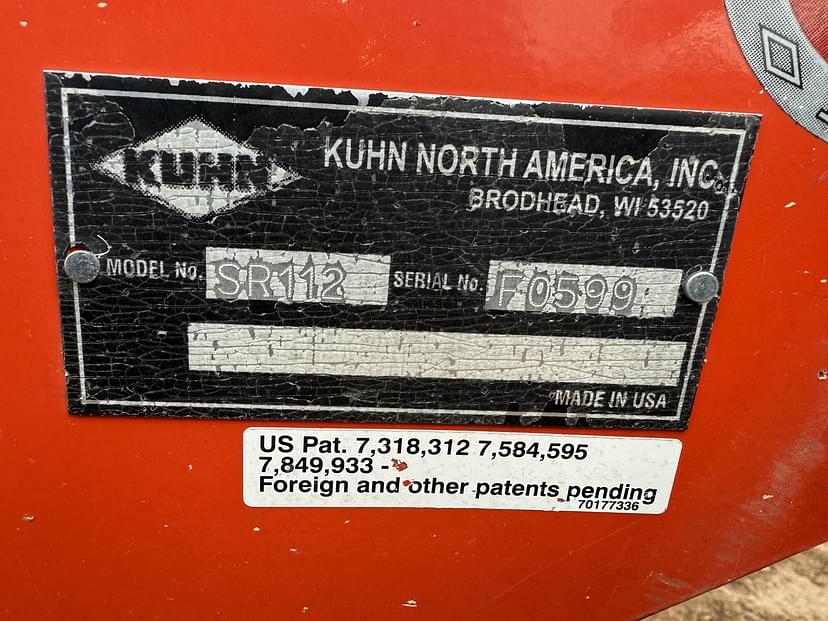 KUHN
KUHN NORTH AMERICA, INC.
BRODHEAD, WI 53520
MODEL No. SR112 SERIAL No. F0599
MADE IN USA
US Pat. 7,318,312 7,584,595
7,849,933 -
Foreign and other patents pending
70177336